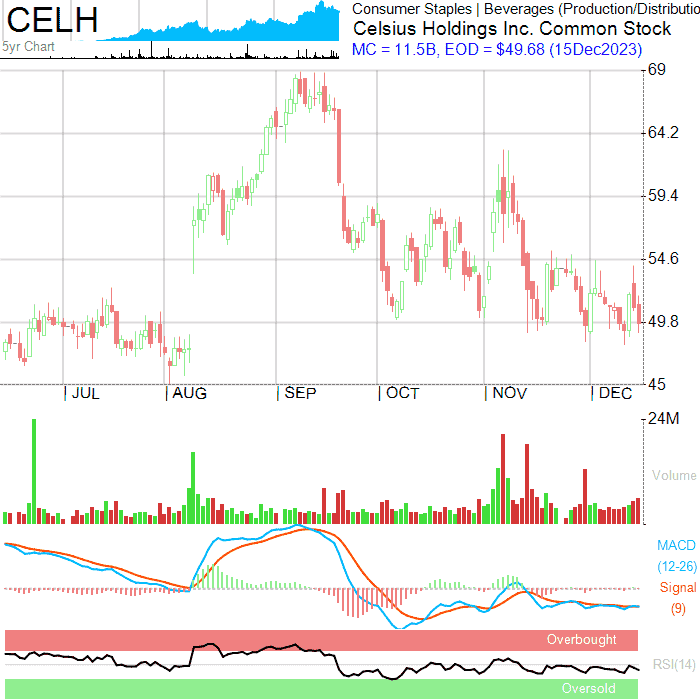 CELH
5yr Chart
Consumer Staples | Beverages (Production/Distributio
Celsius Holdings Inc. Common Stock
MC = 11.5B, EOD = $49.68 (15Dec2023)
69
64.2
59.4
54.6
49.8
45
JUL AUG SEP OCT NOV DEC
24M
Volume
MACD
(12-26)
Signal
(9)
Overbought
RSI(14)
Oversold